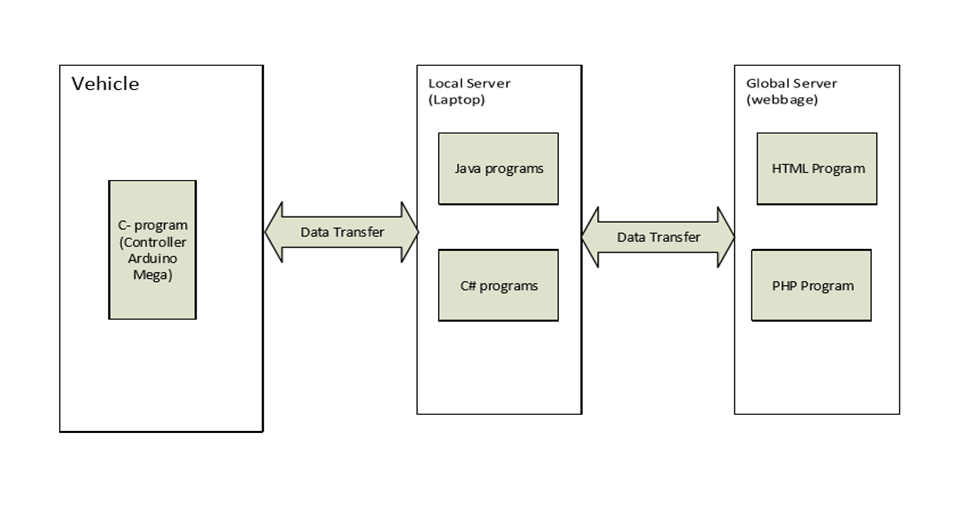 Vehicle
C- program
(Controller
Arduino
Mega)
Data Transfer
Local Server
(Laptop)
Java programs
C# programs
Data Transfer
Global Server
(webbage)
HTML Program
PHP Program